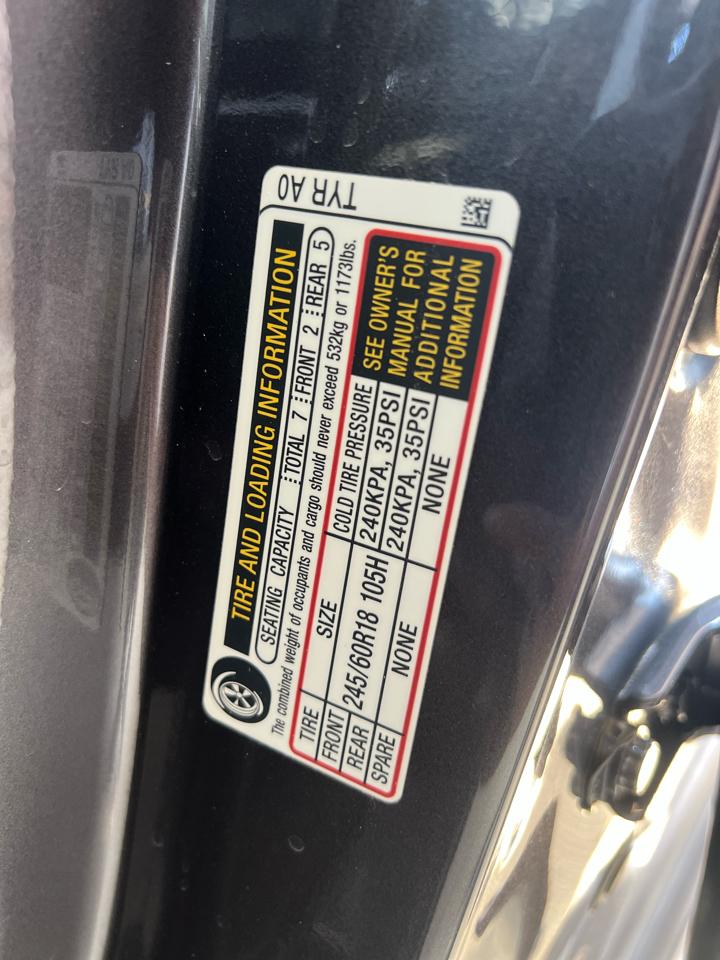 TYR A0
TIRE AND LOADING INFORMATION
SEATING CAPACITY TOTAL 7 FRONT 2 REAR 5
The combined weight of occupants and cargo should never exceed 532kg or 1173lbs.
TIRE SIZE COLD TIRE PRESSURE
FRONT 245/60R18 105H 240KPA, 35PSI
REAR 240KPA, 35PSI
SPARE NONE NONE
SEE OWNER'S
MANUAL FOR
ADDITIONAL
INFORMATION